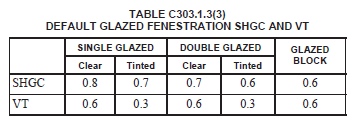 TABLE C303.1.3(3)
DEFAULT GLAZED FENESTRATION SHGC AND VT
SINGLE GLAZED DOUBLE GLAZED GLAZED BLOCK
Clear Tinted Clear Tinted
SHGC 0.8 0.7 0.7 0.6 0.6
VT 0.6 0.3 0.6 0.3 0.6